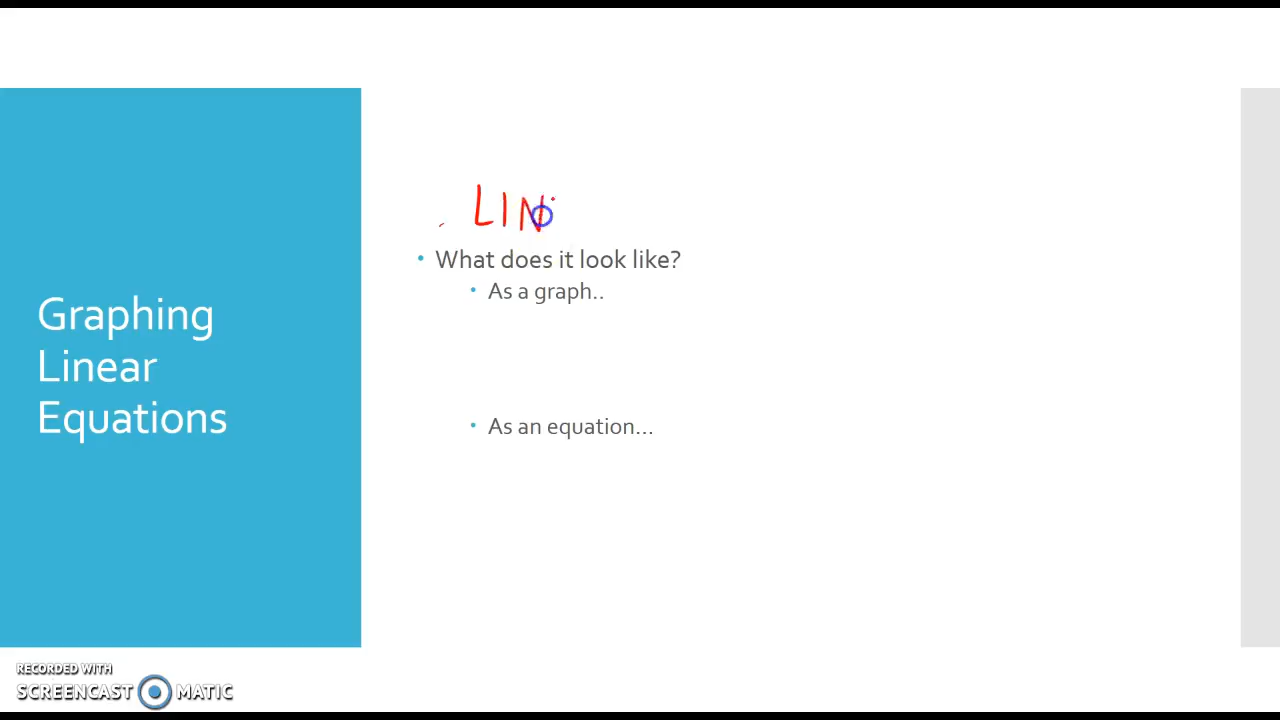 LIN
• What does it look like?
• As a graph..
• As an equation...
Graphing
Linear
Equations
RECORDED WITH
SCREENCAST MATIC